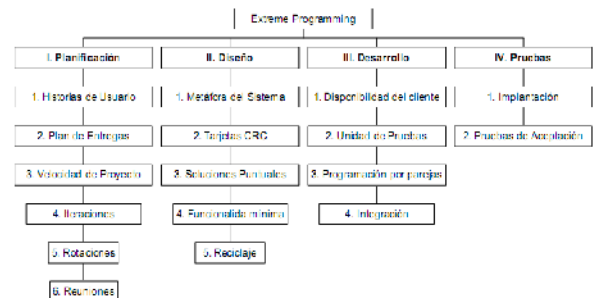 Extreme Programming
I. Planificación
II. Diseño
III. Desarrollo
IV. Pruebas
1. Historias de Usuario
2. Plan de Entregas
3. Velocidad de Proyecto
4. Iteraciones
5. Rotaciones
6. Reuniones
1. Metáfora del Sistema
2. Tarjetas CRC
3. Soluciones Puntuales
4. Funcionalida mínima
5. Reciclaje
1. Disponibilidad del cliente
2. Unidad de Pruebas
3. Programación por parejas
4. Integración
1. Implantación
2. Pruebas de Aceptación